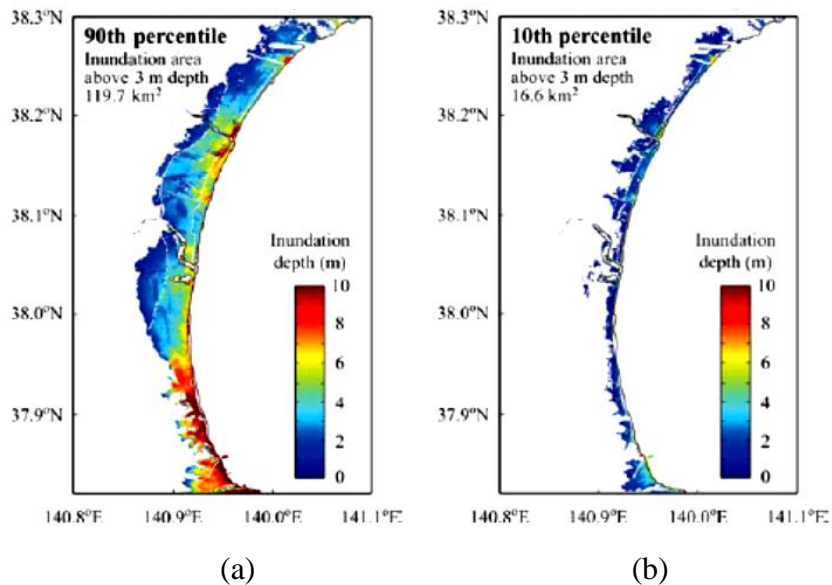 38.3°N
38.2°N
38.1°N
38.0°N
37.9°N
90th percentile
Inundation area
above 3 m depth
119.7 km²
Inundation
depth (m)
10
8
6
4
2
0
140.8°E 140.9°E 140.0°E 141.1°E
(a)
38.3°N
38.2°N
38.1°N
38.0°N
37.9°N
10th percentile
Inundation area
above 3 m depth
16.6 km²
Inundation
depth (m)
10
8
6
4
2
0
140.8°E 140.9°E 140.0°E 141.1°E
(b)